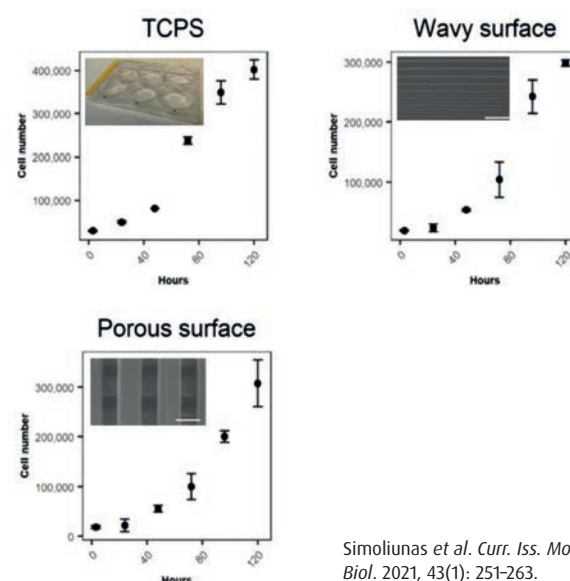 TCPS
400,000
300,000
200,000
100,000
Cell number
0
40
80
120
Hours
Wavy surface
300,000
200,000
100,000
Cell number
0
40
80
120
Hours
Porous surface
300,000
200,000
100,000
0
Cell number
0
40
80
120
Hours
Simoliunas et al. Curr. Iss. Mo
Biol. 2021, 43(1): 251-263.